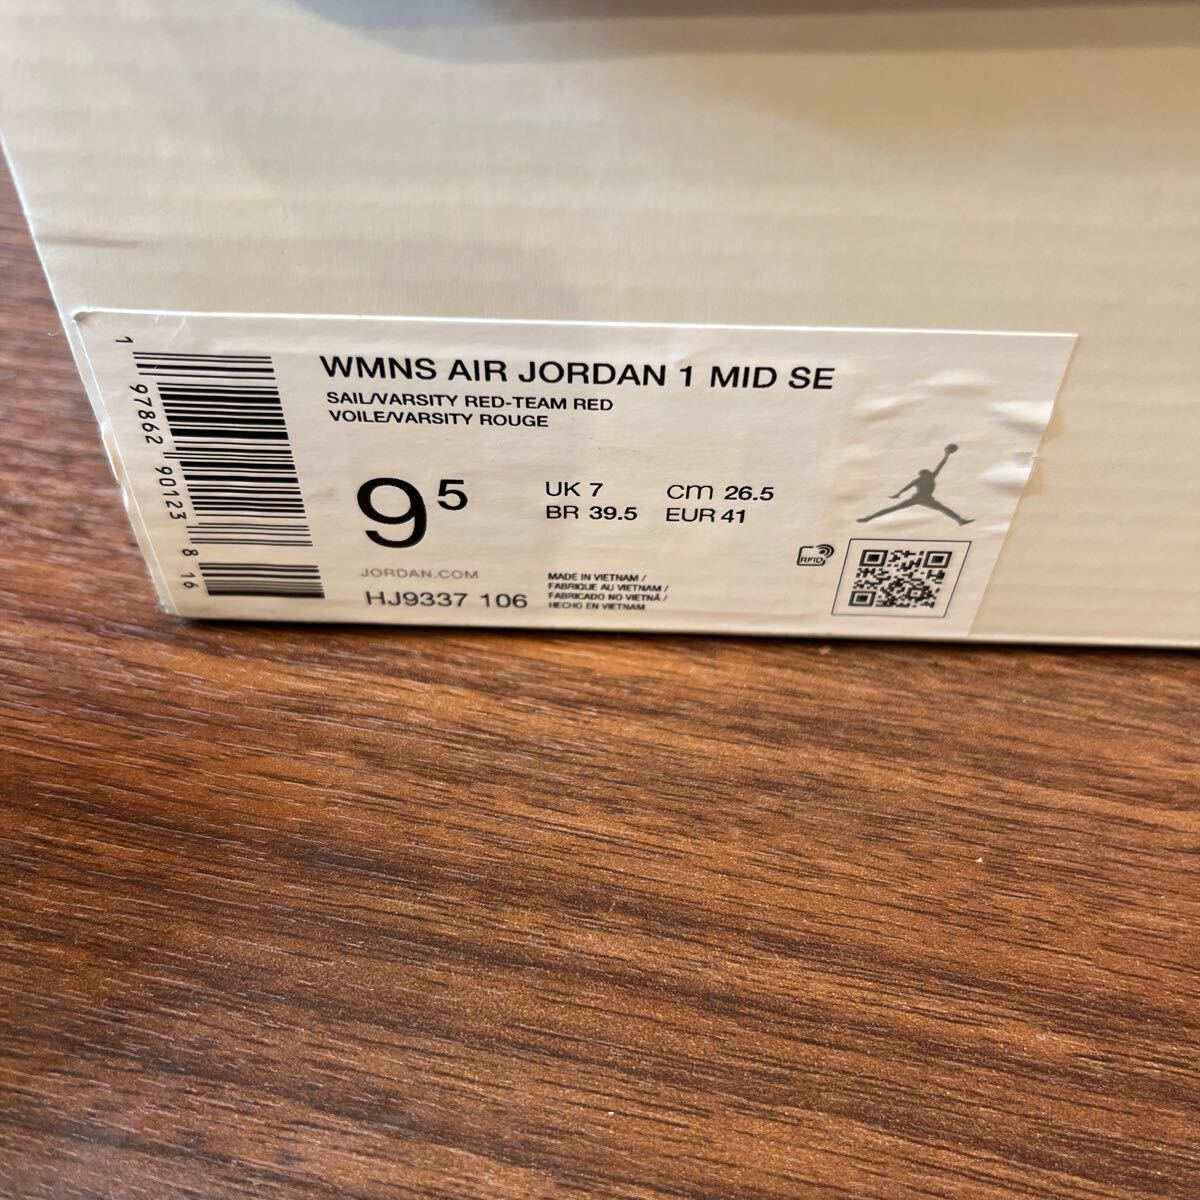 WMNS AIR JORDAN 1 MID SE
SAIL/VARSITY RED-TEAM RED
VOILE/VARSITY ROUGE
9 5
UK 7 cm 26.5
BR 39.5 EUR 41
JORDAN.COM
HJ9337 106
MADE IN VIETNAM /
FABRIQUE AU VIETNAM /
FABRICADO NO VIETNÃ /
HECHO EN VIETNAM
RFID
1 97862 90123 8 16